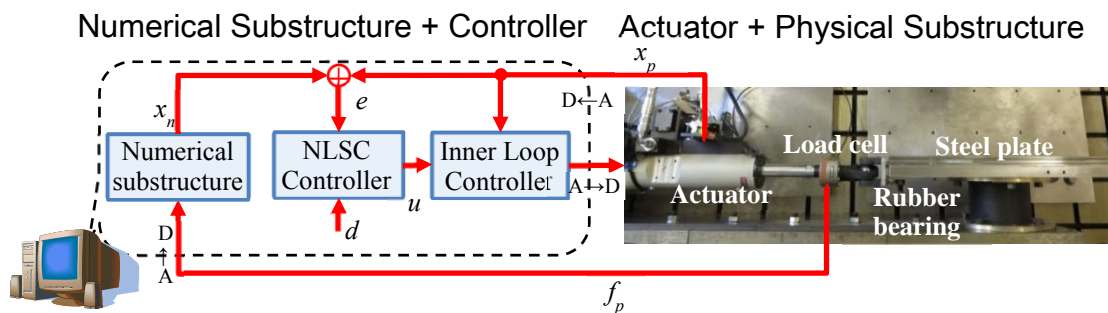 Numerical Substructure + Controller
Actuator + Physical Substructure
x_p
D←A
x_n
e
Numerical
substructure
NLSC
Controller
u
Inner Loop
Controller
A↔D
d
Load cell
Steel plate
Actuator
Rubber
bearing
D
↑
A
f_p